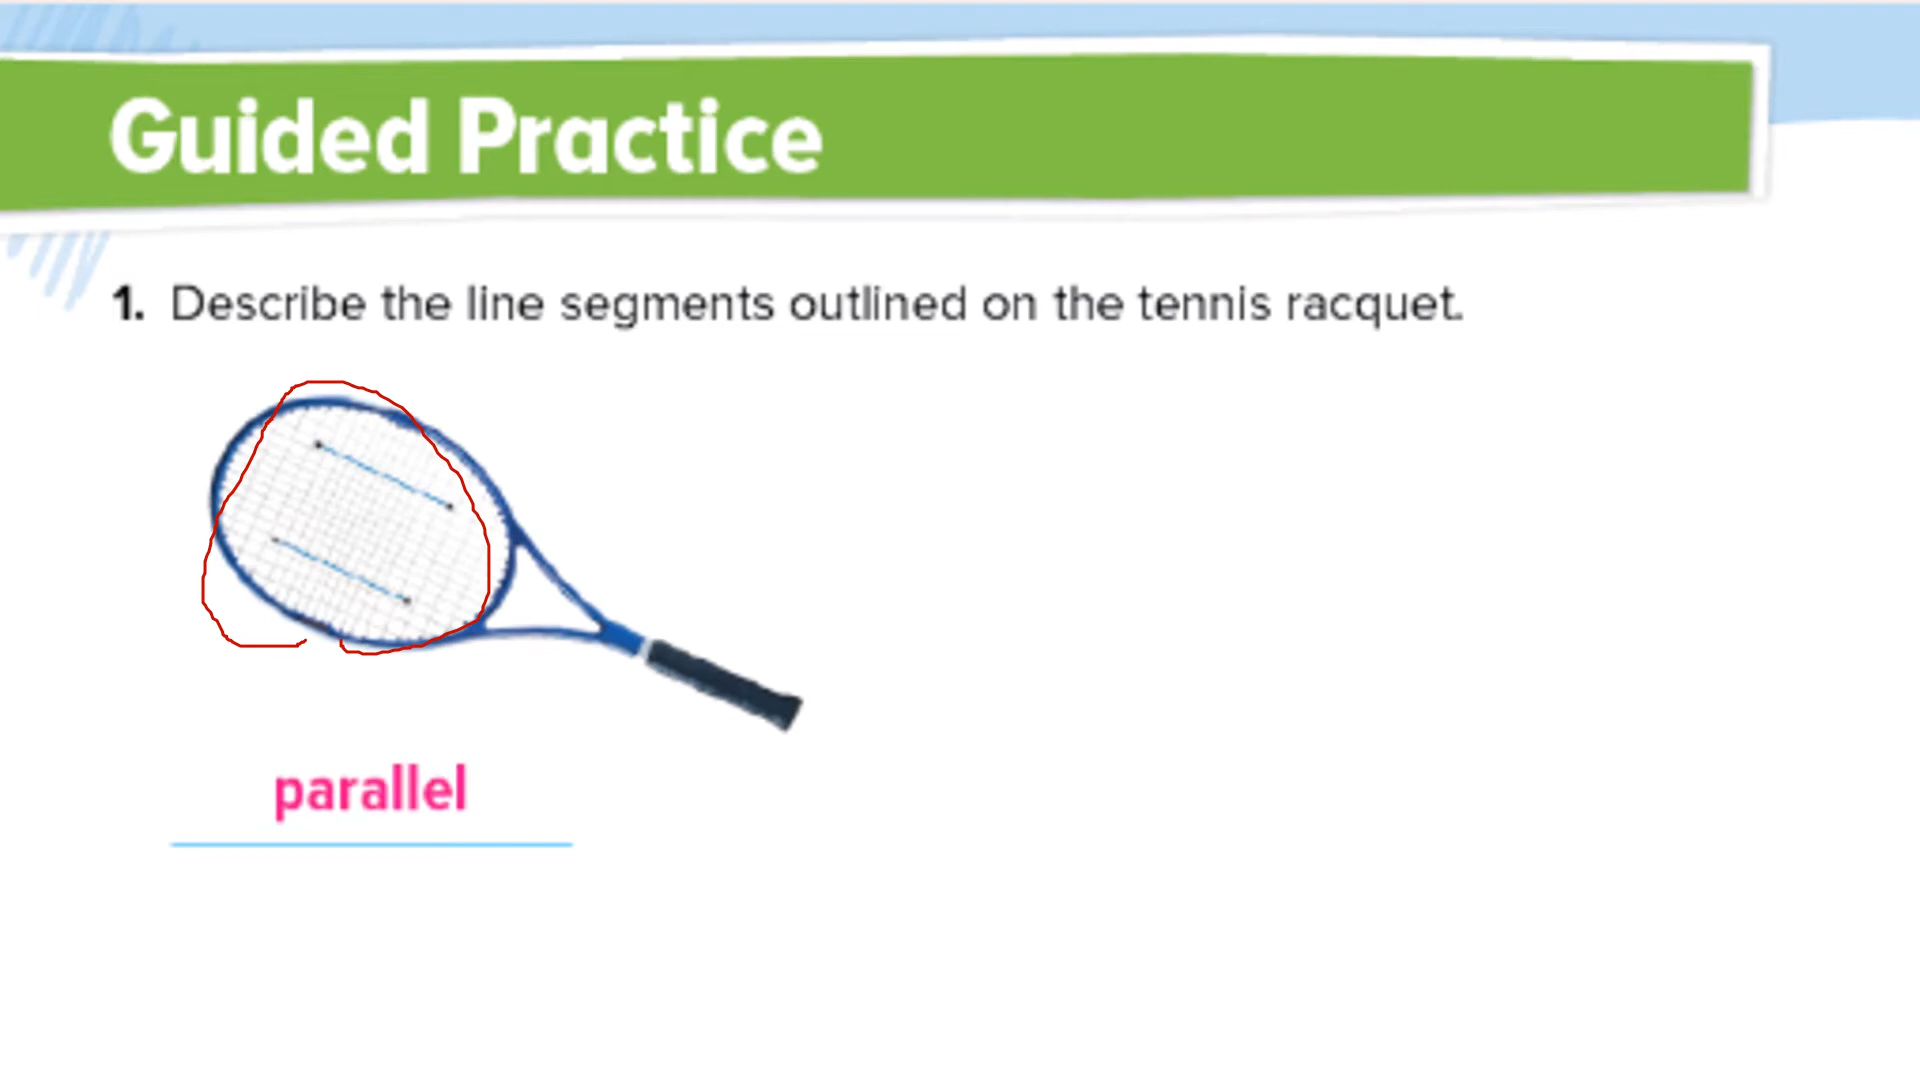 Guided Practice
1. Describe the line segments outlined on the tennis racquet.
parallel